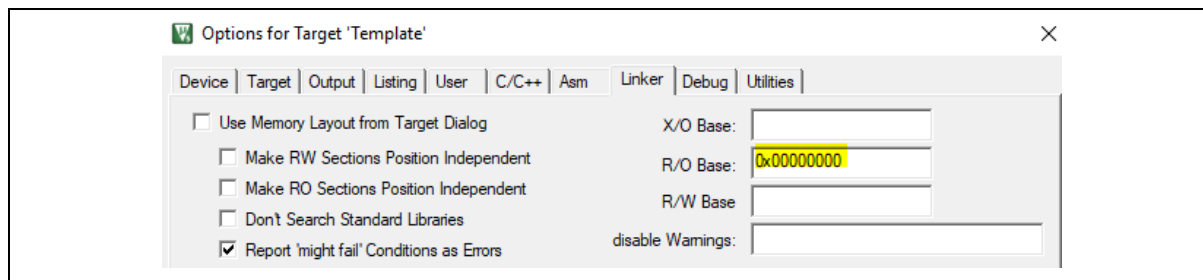 Options for Target 'Template'
Device Target Output Listing User C/C++ Asm Linker Debug Utilities
Use Memory Layout from Target Dialog
X/O Base:
Make RW Sections Position Independent
R/O Base: 0x00000000
Make RO Sections Position Independent
R/W Base
Don't Search Standard Libraries
disable Warnings:
Report 'might fail' Conditions as Errors